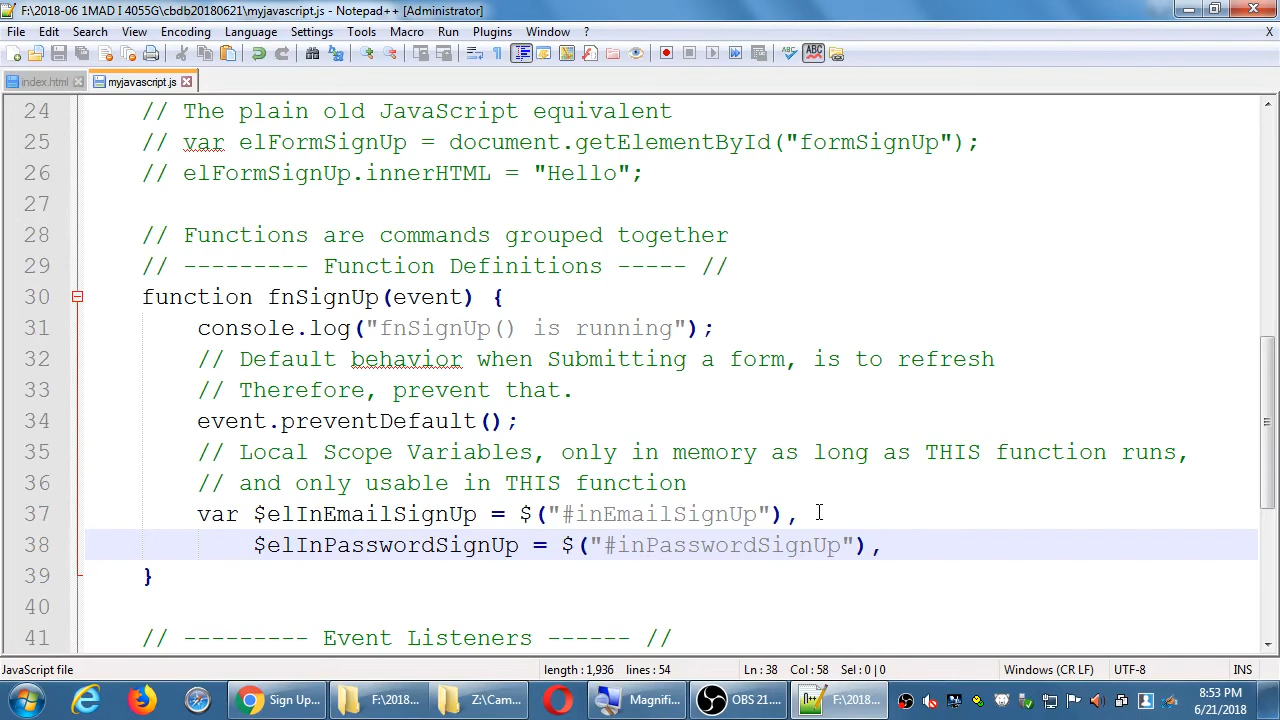 F:\2018-06 1MAD I 4055G\cbdb20180621\myjavascript.js - Notepad++ [Administrator]
File Edit Search View Encoding Language Settings Tools Macro Run Plugins Window ? X
index.html myjavascript.js
24 // The plain old JavaScript equivalent
25 // var elFormSignUp = document.getElementById("formSignUp");
26 // elFormSignUp.innerHTML = "Hello";
27
28 // Functions are commands grouped together
29 // --------- Function Definitions ----- //
30 function fnSignUp(event) {
31 console.log("fnSignUp() is running");
32 // Default behavior when Submitting a form, is to refresh
33 // Therefore, prevent that.
34 event.preventDefault();
35 // Local Scope Variables, only in memory as long as THIS function runs,
36 // and only usable in THIS function
37 var $elInEmailSignUp = $("#inEmailSignUp"),
38 $elInPasswordSignUp = $("#inPasswordSignUp"),
39 }
40
41 // --------- Event Listeners ------ //
JavaScript file length : 1,936 lines : 54 Ln : 38 Col : 58 Sel : 0 | 0 Windows (CR LF) UTF-8 INS
Sign Up... F:\2018... Z:\Cam... Magnifi... OBS 21.... F:\2018... 8:53 PM
6/21/2018